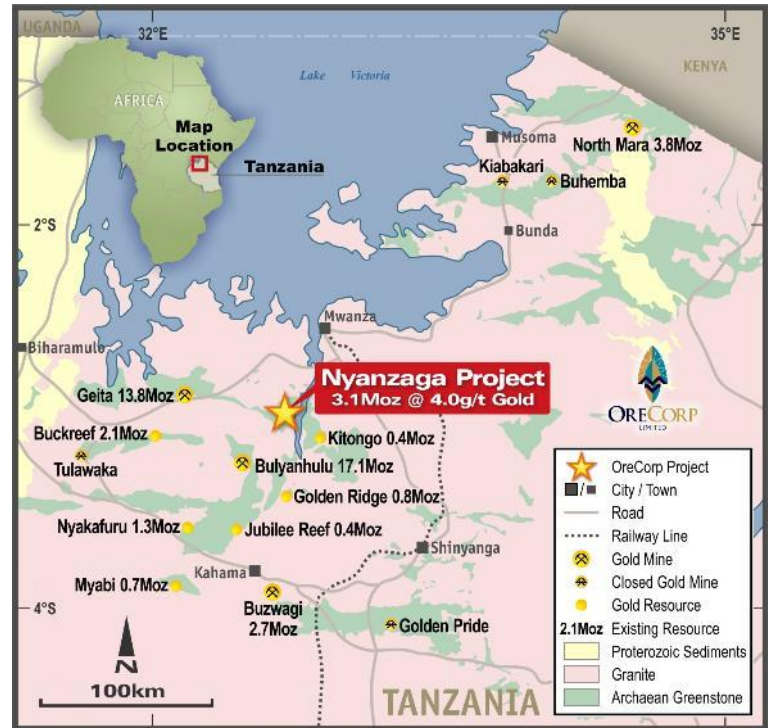 UGANDA
32°E
35°E
KENYA
Lake Victoria
AFRICA
Map
Location
Tanzania
Musoma
North Mara 3.8Moz
Kiabakari
Buhemba
2°S
Bunda
Mwanza
Biharamulo
Nyanzaga Project
3.1Moz @ 4.0g/t Gold
ORECORP
LIMITED
Geita 13.8Moz
Buckreef 2.1Moz
Kitongo 0.4Moz
Tulawaka
Bulyanhulu 17.1Moz
Golden Ridge 0.8Moz
Nyakafuru 1.3Moz
Jubilee Reef 0.4Moz
Shinyanga
Kahama
Myabi 0.7Moz
4°S
Buzwagi
2.7Moz
Golden Pride
N
100km
TANZANIA
OreCorp Project
/ City / Town
Road
Railway Line
Gold Mine
Closed Gold Mine
Gold Resource
2.1Moz Existing Resource
Proterozoic Sediments
Granite
Archaean Greenstone